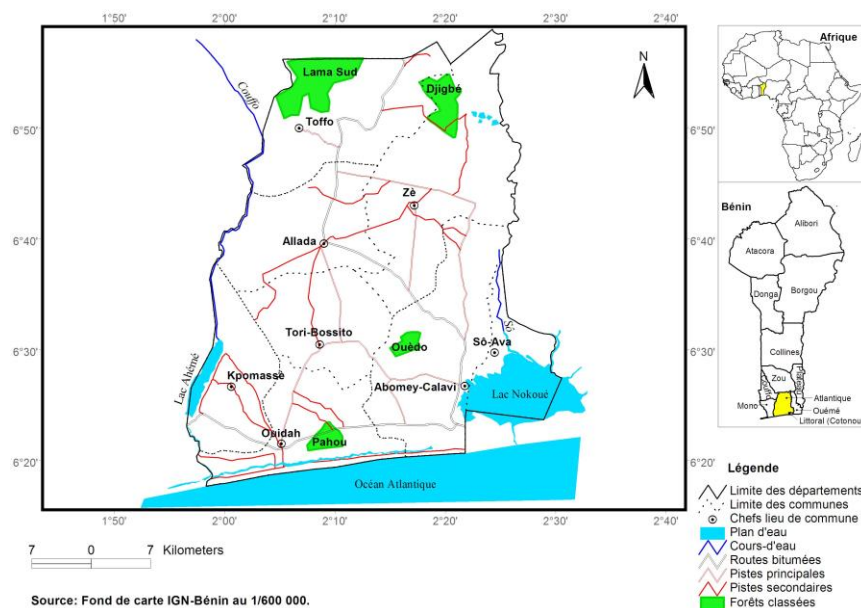 1°50' 2°00' 2°10' 2°20' 2°30' 2°40'
Afrique
N
Couffo
Lama Sud
Djigbé
Toffo
6°50' 6°50'
Zè
Bénin
Alibori
Atacora
Allada
6°40' 6°40'
Borgou
Donga
Sô
Tori-Bossito
Ouèdo
Sô-Ava
6°30' 6°30'
Collines
Lac Ahémé
Kpomassè
Abomey-Calavi
Lac Nokoué
Zou
Couffo
Plateau
Atlantique
Mono
Ouémé
Littoral (Cotonou
Ouidah
Pahou
6°20' 6°20'
Océan Atlantique
1°50' 2°00' 2°10' 2°20' 2°30' 2°40'
Légende
Limite des départements
Limite des communes
Chefs lieu de commune
Plan d'eau
Cours-d'eau
Routes bitumées
Pistes principales
Pistes secondaires
Forêts classées
7 0 7 Kilometers
Source: Fond de carte IGN-Bénin au 1/600 000.